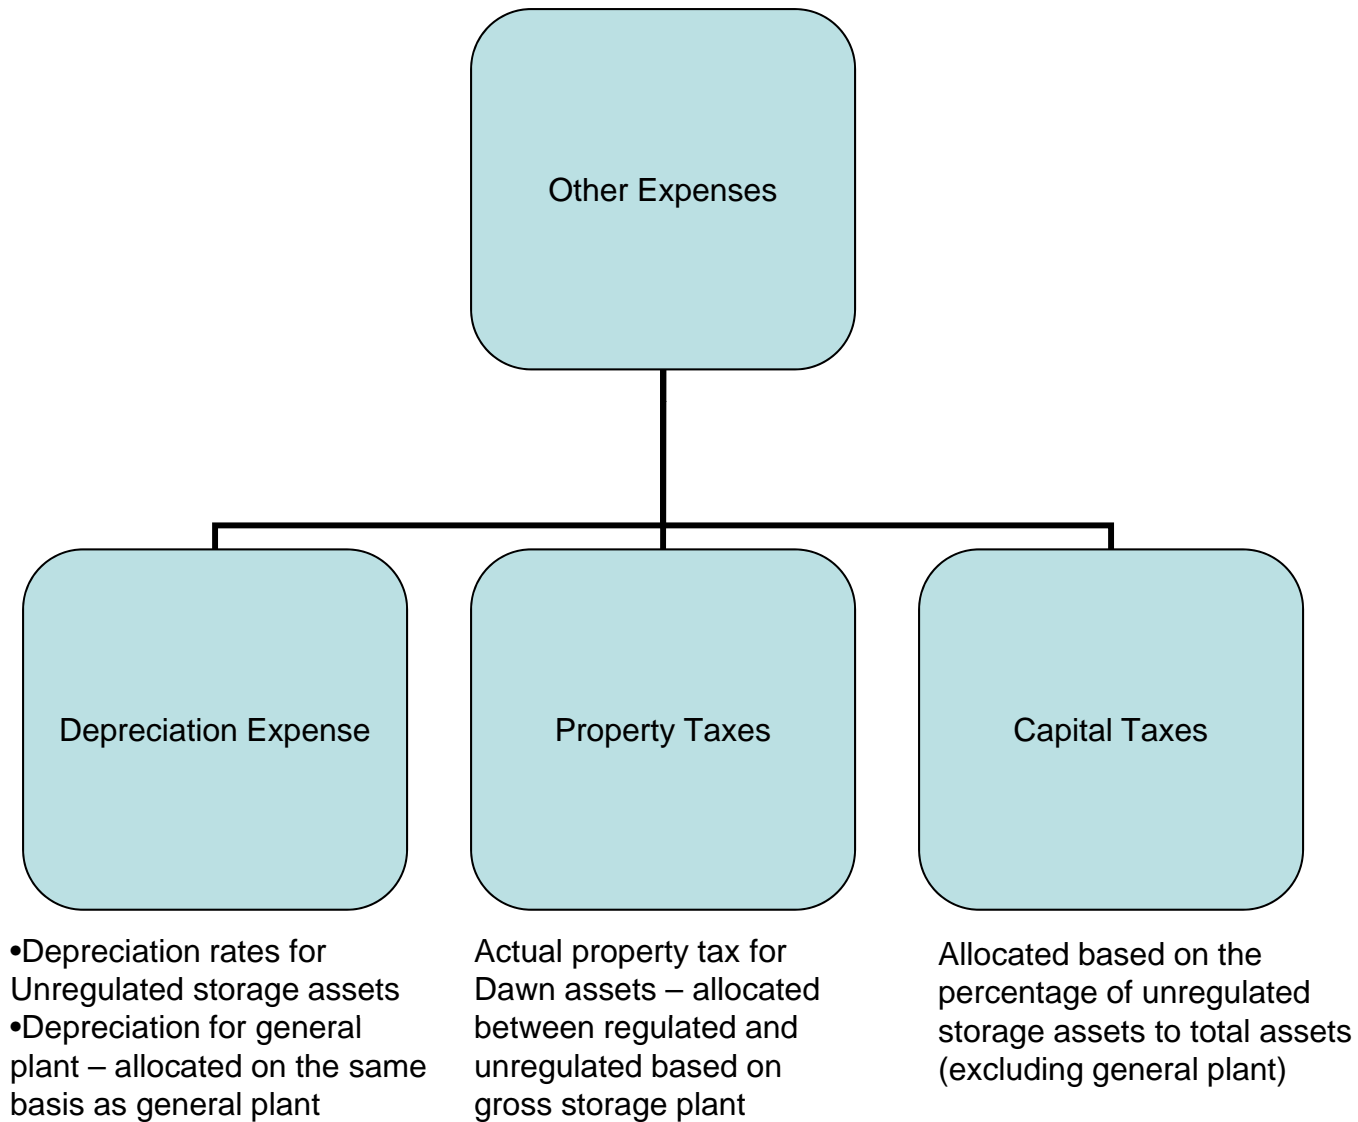 Other Expenses
Depreciation Expense
Property Taxes
Capital Taxes
•Depreciation rates for
Unregulated storage assets
•Depreciation for general
plant – allocated on the same
basis as general plant
Actual property tax for
Dawn assets – allocated
between regulated and
unregulated based on
gross storage plant
Allocated based on the
percentage of unregulated
storage assets to total assets
(excluding general plant)